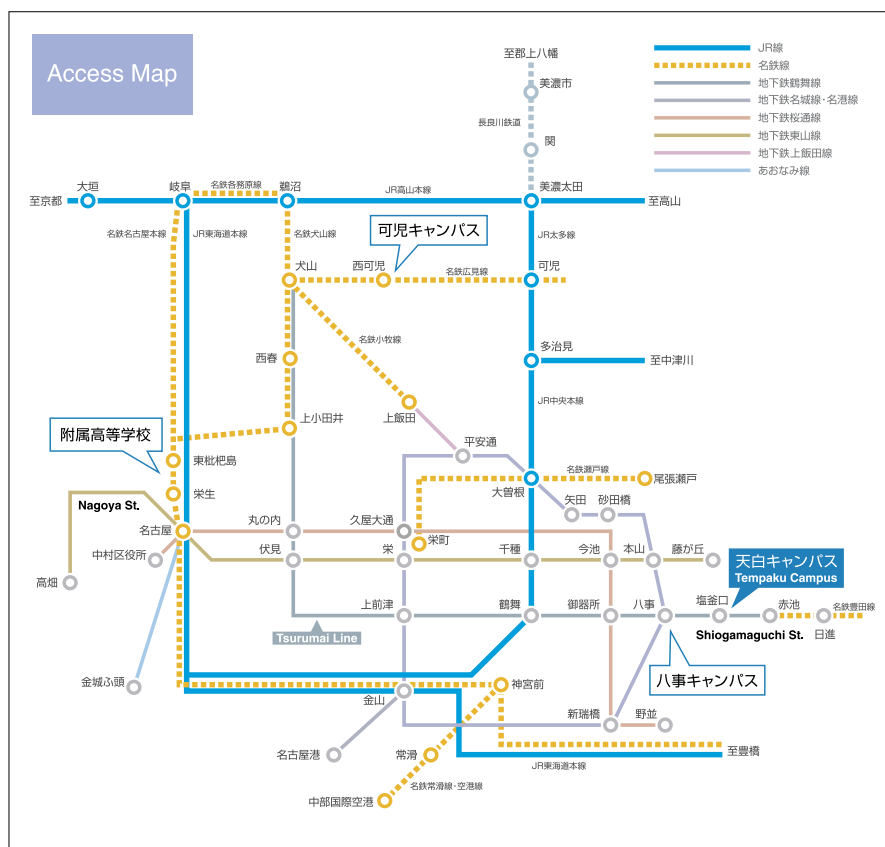 Access Map
至郡上八幡
美濃市
長良川鉄道
関
JR線
名鉄線
地下鉄鶴舞線
地下鉄名城線・名港線
地下鉄桜通線
地下鉄東山線
地下鉄上飯田線
あおなみ線
大垣
岐阜
名鉄各務原線
鵜沼
JR高山本線
美濃太田
至京都
至高山
名鉄名古屋本線
JR東海道本線
名鉄犬山線
可児キャンパス
JR太多線
犬山
西可児
名鉄広見線
可児
西春
名鉄小牧線
多治見
至中津川
JR中央本線
上小田井
上飯田
附属高等学校
平安通
東枇杷島
名鉄瀬戸線
尾張瀬戸
大曽根
栄生
矢田
砂田橋
Nagoya St.
名古屋
丸の内
久屋大通
栄町
中村区役所
伏見
栄
千種
今池
本山
藤が丘
高畑
天白キャンパス
Tempaku Campus
上前津
鶴舞
御器所
八事
塩釜口
赤池
名鉄豊田線
Tsurumai Line
Shiogamaguchi St.
日進
八事キャンパス
金城ふ頭
金山
神宮前
新瑞橋
野並
名古屋港
常滑
至豊橋
JR東海道本線
名鉄常滑線・空港線
中部国際空港